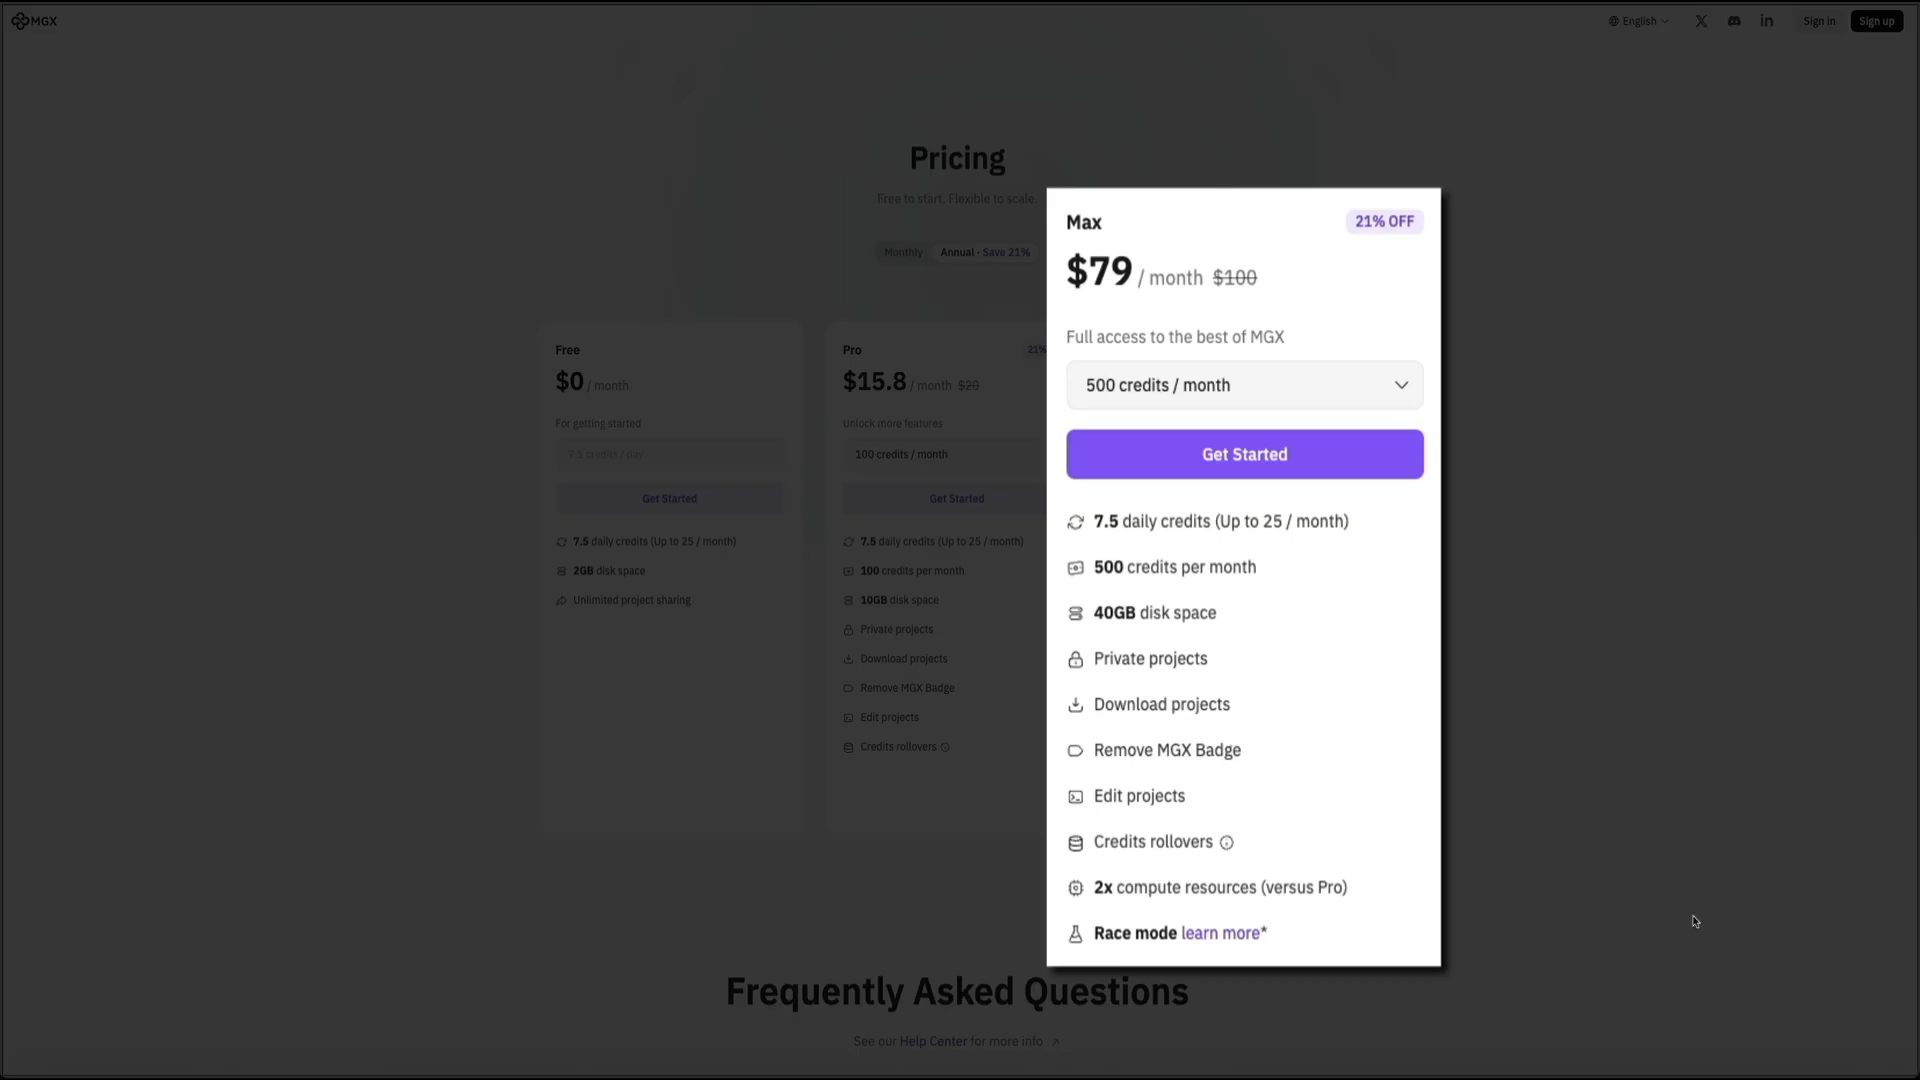 MGX
English
Sign in
Sign up
Pricing
Free to start. Flexible to scale.
Monthly
Annual · Save 21%
Free
$0 / month
For getting started
7.5 credits / day
Get Started
7.5 daily credits (Up to 25 / month)
2GB disk space
Unlimited project sharing
Pro
21%
$15.8 / month $20
Unlock more features
100 credits / month
Get Started
7.5 daily credits (Up to 25 / month)
100 credits per month
10GB disk space
Private projects
Download projects
Remove MGX Badge
Edit projects
Credits rollovers
Max
21% OFF
$79 / month $100
Full access to the best of MGX
500 credits / month
Get Started
7.5 daily credits (Up to 25 / month)
500 credits per month
40GB disk space
Private projects
Download projects
Remove MGX Badge
Edit projects
Credits rollovers
2x compute resources (versus Pro)
Race mode learn more*
Frequently Asked Questions
See our Help Center for more info